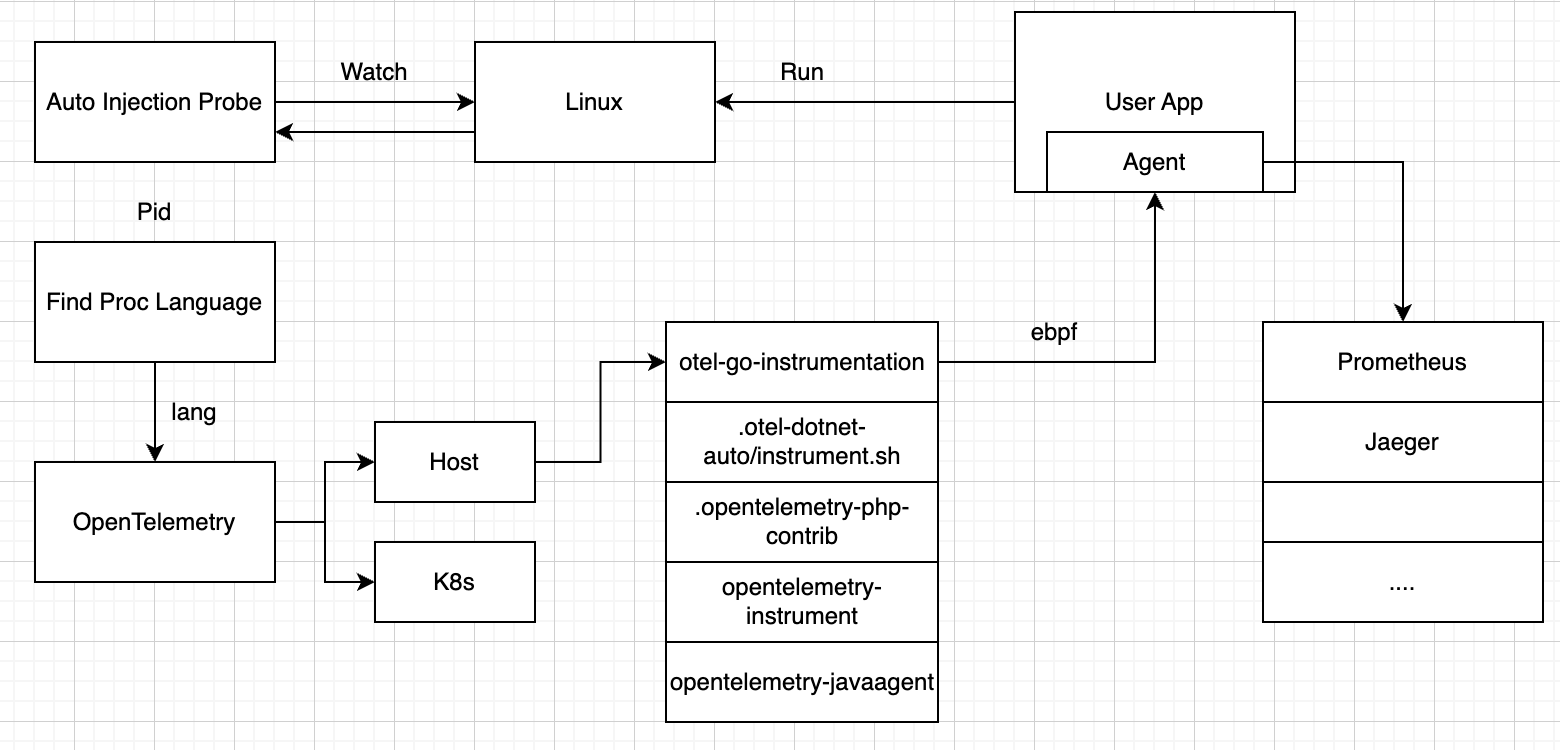 Auto Injection Probe
Watch
Linux
Run
User App
Agent
Pid
Find Proc Language
lang
OpenTelemetry
Host
K8s
otel-go-instrumentation
.otel-dotnet-
auto/instrument.sh
.opentelemetry-php-
contrib
opentelemetry-
instrument
opentelemetry-javaagent
ebpf
Prometheus
Jaeger
....